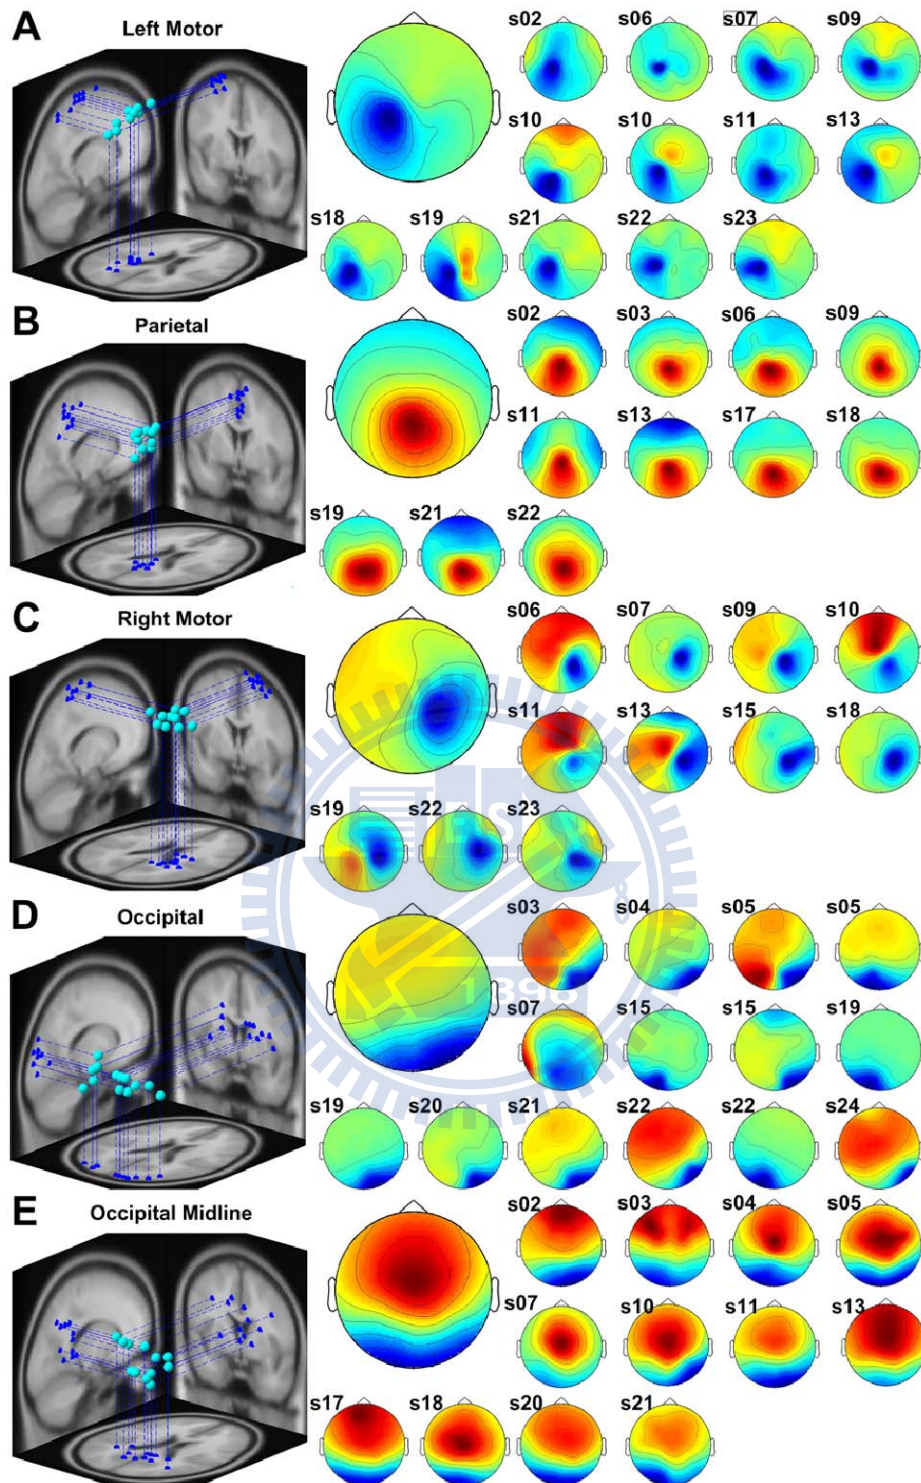 A Left Motor
s02 s06 s07 s09
s10 s10 s11 s13
s18 s19 s21 s22 s23
B Parietal
s02 s03 s06 s09
s11 s13 s17 s18
s19 s21 s22
C Right Motor
s06 s07 s09 s10
s11 s13 s15 s18
s19 s22 s23
D Occipital
s03 s04 s05 s05
s07 s15 s15 s19
s19 s20 s21 s22 s22 s24
E Occipital Midline
s02 s03 s04 s05
s07 s10 s11 s13
s17 s18 s20 s21
1896